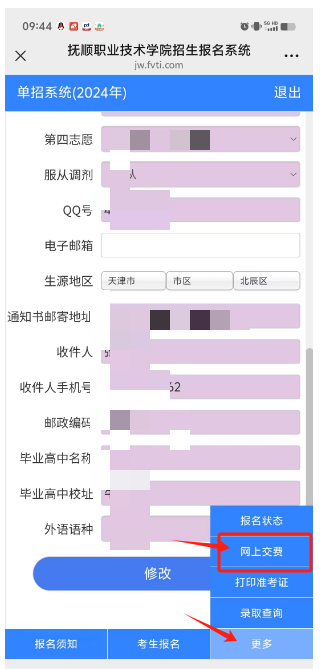 09:44
5G HD
抚顺职业技术学院招生报名系统
jw.fvti.com
单招系统(2024年) 退出
第四志愿
服从调剂
QQ号
电子邮箱
生源地区 天津市 市区 北辰区
通知书邮寄地址
收件人
收件人手机号 62
邮政编码
毕业高中名称
毕业高中校址
外语语种
报名状态
网上交费
修改
打印准考证
录取查询
报名须知 考生报名 更多